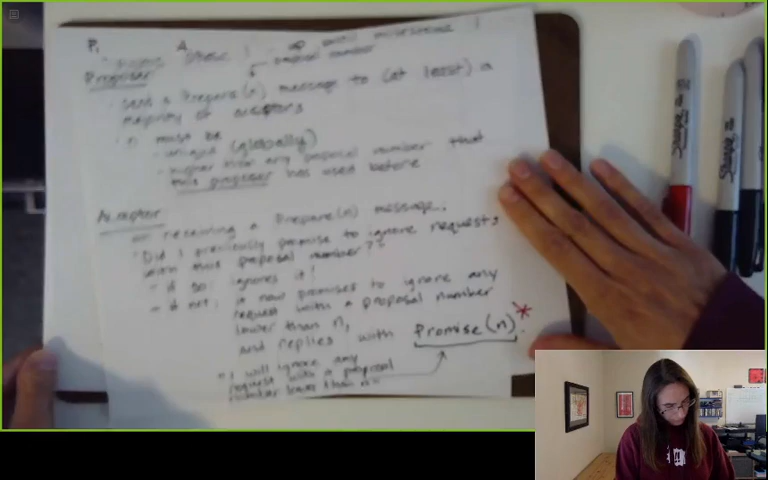 Proposer
send a Prepare(n) message to (at least) a
majority of acceptors
n must be
- unique (globally)
- higher than any proposal number that
this proposer has used before
Acceptor
on receiving a Prepare(n) message:
"Did I previously promise to ignore requests
with this proposal number?"
- if so: ignore it!
- if not: it now promises to ignore any
request with a proposal number
lower than n,
and replies with Promise(n).*
"I will ignore any
request with a proposal
number lower than n"
Sharpie